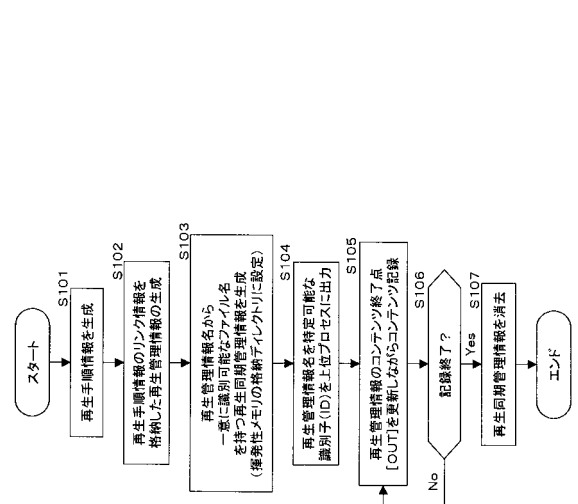 スタート
S101
再生手順情報を生成
S102
再生手順情報のリンク情報を
格納した再生管理情報の生成
S103
再生管理情報名から
一意に識別可能なファイル名
を持つ再生同期管理情報を生成
(揮発性メモリの格納ディレクトリに設定)
S104
再生管理情報名を特定可能な
識別子(ID)を上位プロセスに出力
S105
再生管理情報のコンテンツ終了点
[OUT]を更新しながらコンテンツ記録
S106
記録終了?
No
Yes
S107
再生同期管理情報を消去
エンド